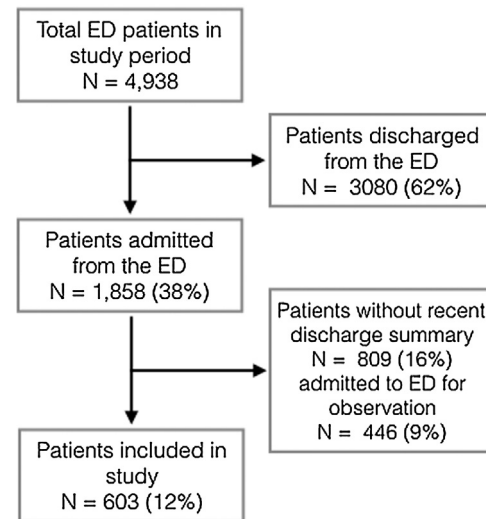 Total ED patients in
study period
N = 4,938
Patients discharged
from the ED
N = 3080 (62%)
Patients admitted
from the ED
N = 1,858 (38%)
Patients without recent
discharge summary
N = 809 (16%)
admitted to ED for
observation
N = 446 (9%)
Patients included in
study
N = 603 (12%)